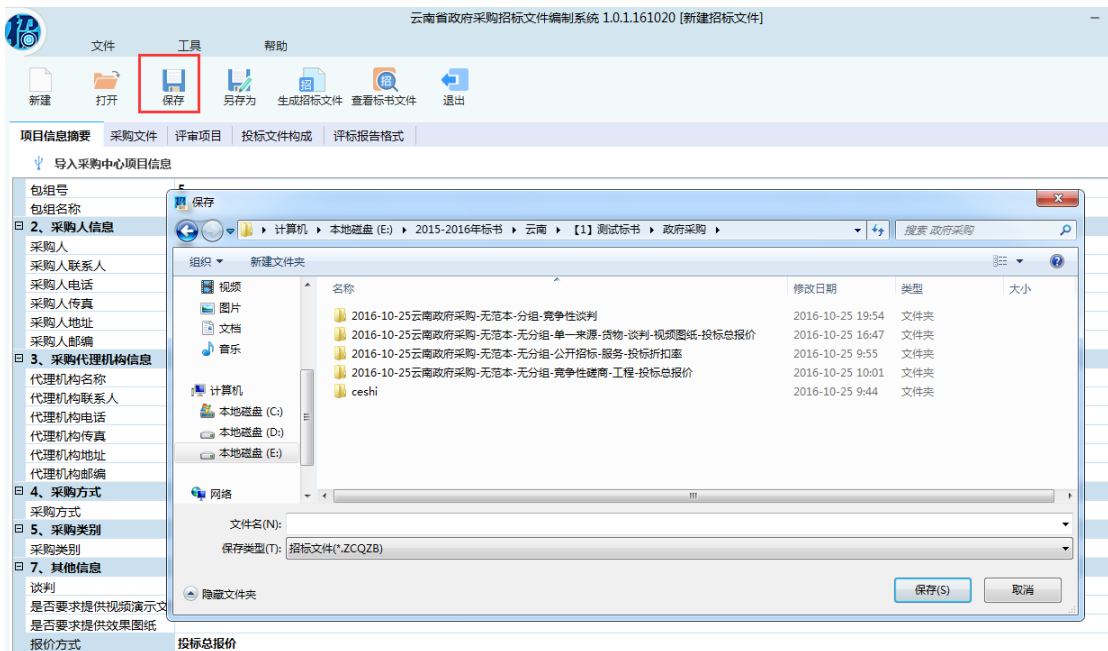 云南省政府采购招标文件编制系统 1.0.1.161020 [新建招标文件]
文件 工具 帮助
新建 打开 保存 另存为 生成招标文件 查看标书文件 退出
项目信息摘要 采购文件 评审项目 投标文件构成 评标报告格式
导入采购中心项目信息
包组号 5
包组名称
2、采购人信息
采购人
采购人联系人
采购人电话
采购人传真
采购人地址
采购人邮编
3、采购代理机构信息
代理机构名称
代理机构联系人
代理机构电话
代理机构传真
代理机构地址
代理机构邮编
4、采购方式
采购方式
5、采购类别
采购类别
7、其他信息
谈判
是否要求提供视频演示文
是否要求提供效果图纸
报价方式 投标总报价
保存
计算机 本地磁盘 (E:) 2015-2016年标书 云南 【1】测试标书 政府采购
搜索 政府采购
组织 新建文件夹
视频
图片
文档
音乐
计算机
本地磁盘 (C:)
本地磁盘 (D:)
本地磁盘 (E:)
网络
名称 修改日期 类型 大小
2016-10-25云南政府采购-无范本-分组-竞争性谈判 2016-10-25 19:54 文件夹
2016-10-25云南政府采购-无范本-无分组-单一来源-货物-谈判-视频图纸-投标总报价 2016-10-25 16:47 文件夹
2016-10-25云南政府采购-无范本-无分组-公开招标-服务-投标折扣率 2016-10-25 9:55 文件夹
2016-10-25云南政府采购-无范本-无分组-竞争性磋商-工程-投标总报价 2016-10-25 10:01 文件夹
ceshi 2016-10-25 9:44 文件夹
文件名(N):
保存类型(T): 招标文件(*.ZCQZB)
隐藏文件夹 保存(S) 取消